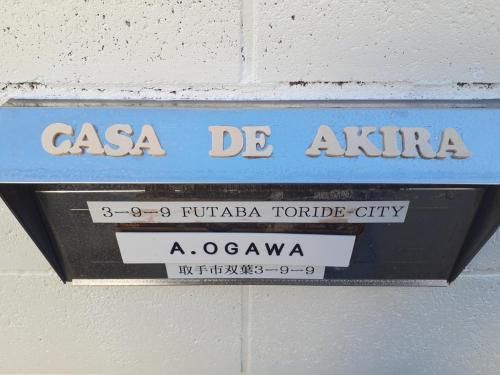 CASA DE AKIRA
3-9-9 FUTABA TORIDE-CITY
A.OGAWA
取手市双葉3-9-9